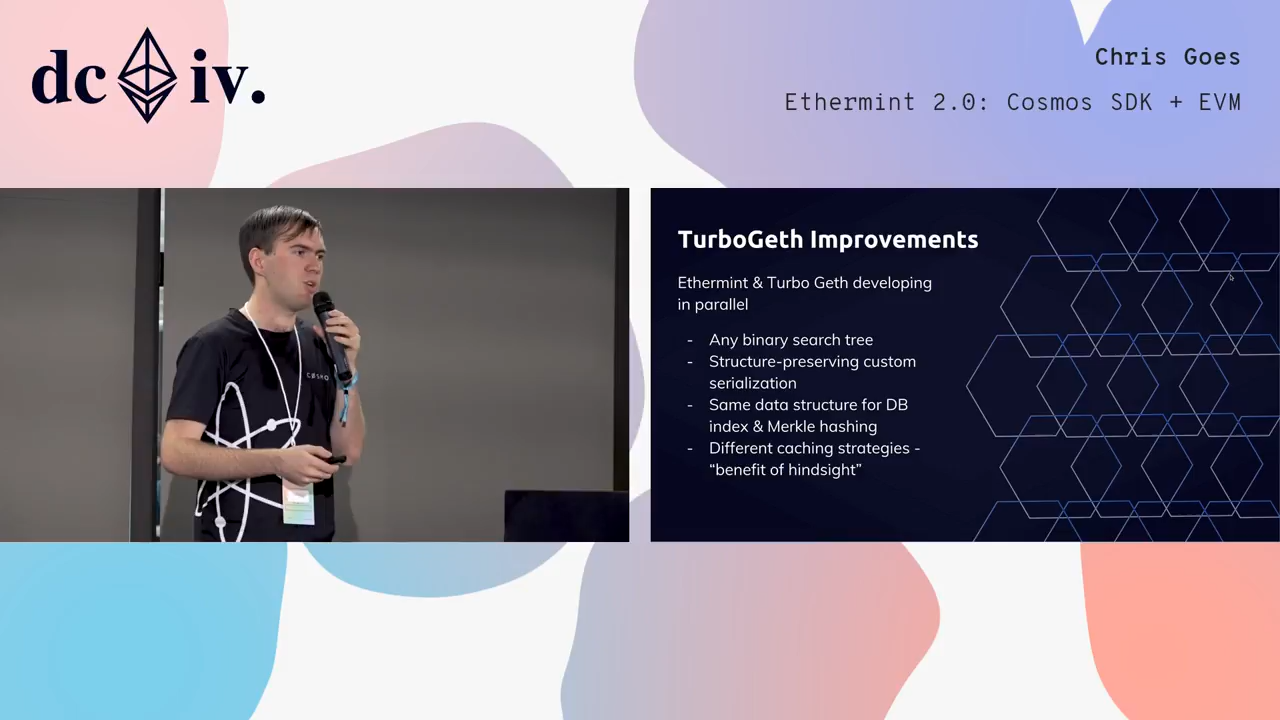 dc iv.
Chris Goes
Ethermint 2.0: Cosmos SDK + EVM
COSMO
TurboGeth Improvements
Ethermint & Turbo Geth developing
in parallel
- Any binary search tree
- Structure-preserving custom
serialization
- Same data structure for DB
index & Merkle hashing
- Different caching strategies -
“benefit of hindsight”